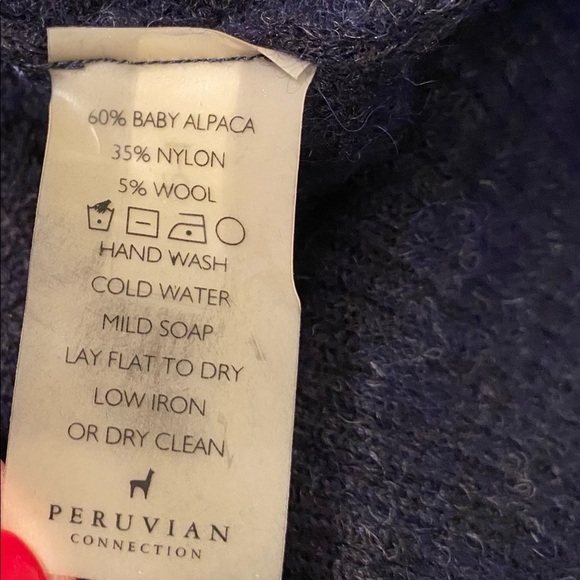 60% BABY ALPACA
35% NYLON
5% WOOL
HAND WASH
COLD WATER
MILD SOAP
LAY FLAT TO DRY
LOW IRON
OR DRY CLEAN
PERUVIAN
CONNECTION